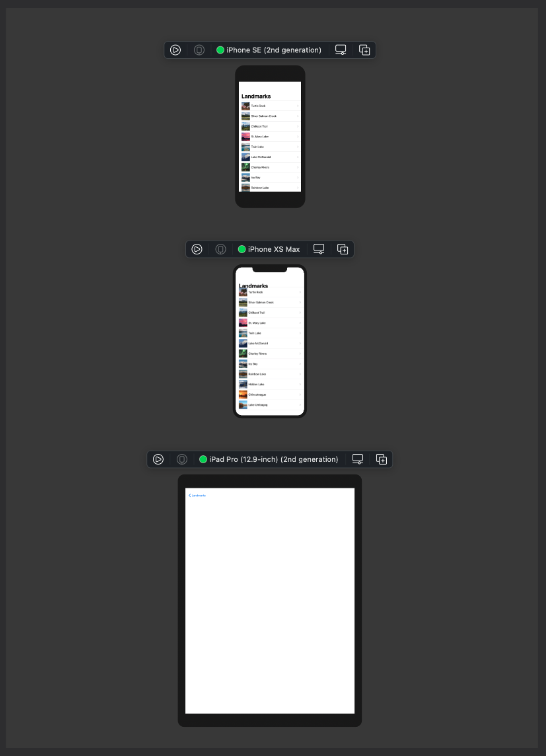 iPhone SE (2nd generation)
Landmarks
Turtle Rock
Silver Salmon Creek
Chilkoot Trail
St. Mary Lake
Twin Lake
Lake McDonald
Charley Rivers
Icy Bay
Rainbow Lake
iPhone XS Max
Landmarks
Turtle Rock
Silver Salmon Creek
Chilkoot Trail
St. Mary Lake
Twin Lake
Lake McDonald
Charley Rivers
Icy Bay
Rainbow Lake
Hidden Lake
Chincoteague
Lake Umbagog
iPad Pro (12.9-inch) (2nd generation)
Landmarks